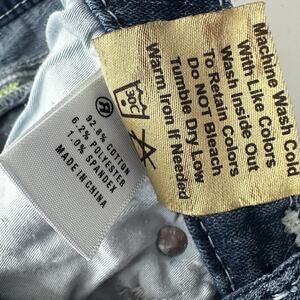 Machine Wash Cold
With Like Colors
Wash Inside Out
To Retain Colors
Do NOT Bleach
Tumble Dry Low
Warm Iron If Needed
30C
R
92.8% COTTON
6.2% POLYESTER
1.0% SPANDEX
MADE IN CHINA